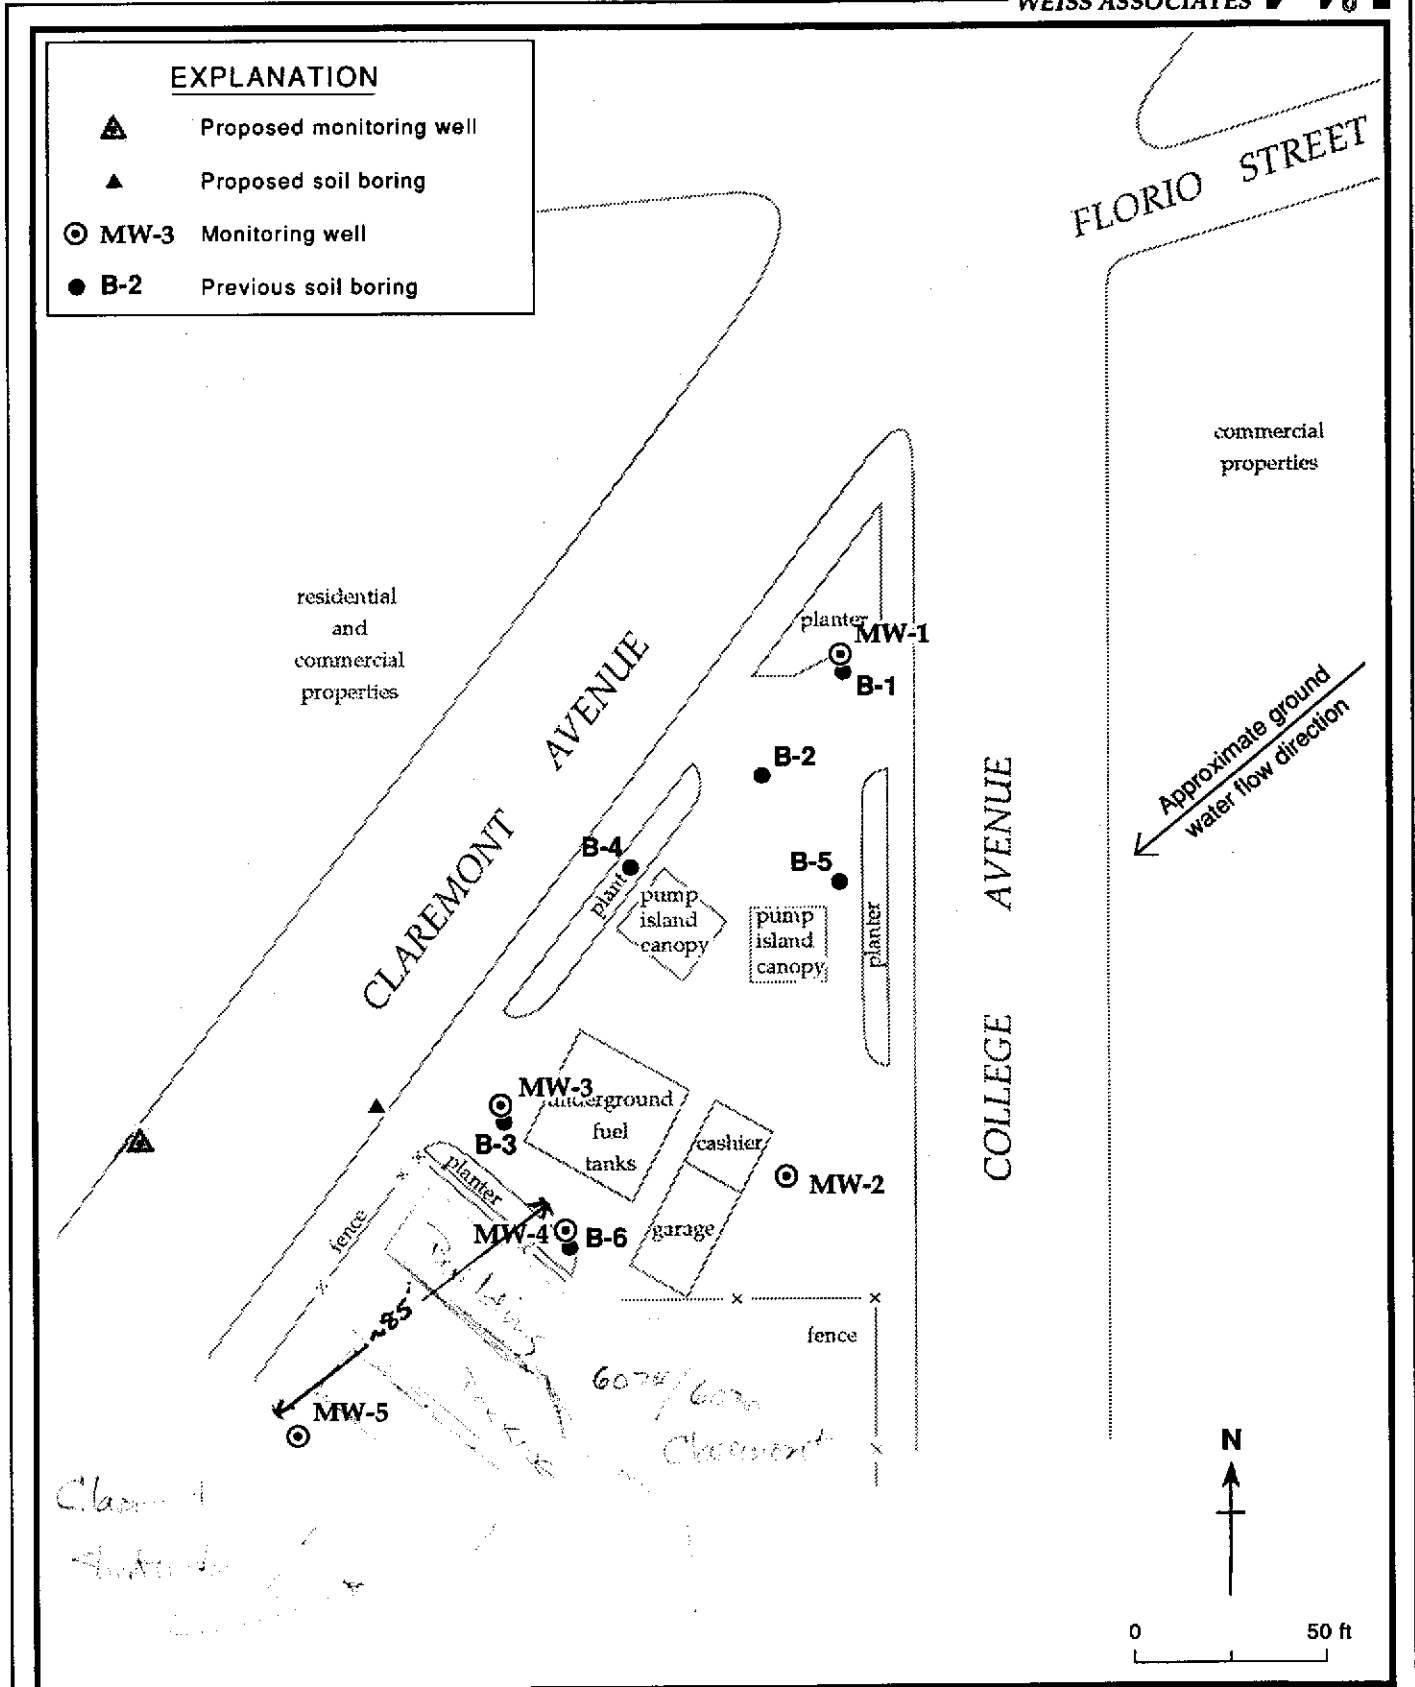 WEISS ASSOCIATES
EXPLANATION
Proposed monitoring well
Proposed soil boring
MW-3 Monitoring well
B-2 Previous soil boring
FLORIO STREET
commercial
properties
residential
and
commercial
properties
CLAREMONT AVENUE
planter
MW-1
B-1
B-2
Approximate ground
water flow direction
B-4
plant
B-5
pump
island
canopy
pump
island
canopy
planter
COLLEGE AVENUE
MW-3
underground
fuel
tanks
B-3
cashier
MW-2
planter
fence
MW-4
B-6
garage
~85'
fence
MW-5
Claremont
N
0 50 ft